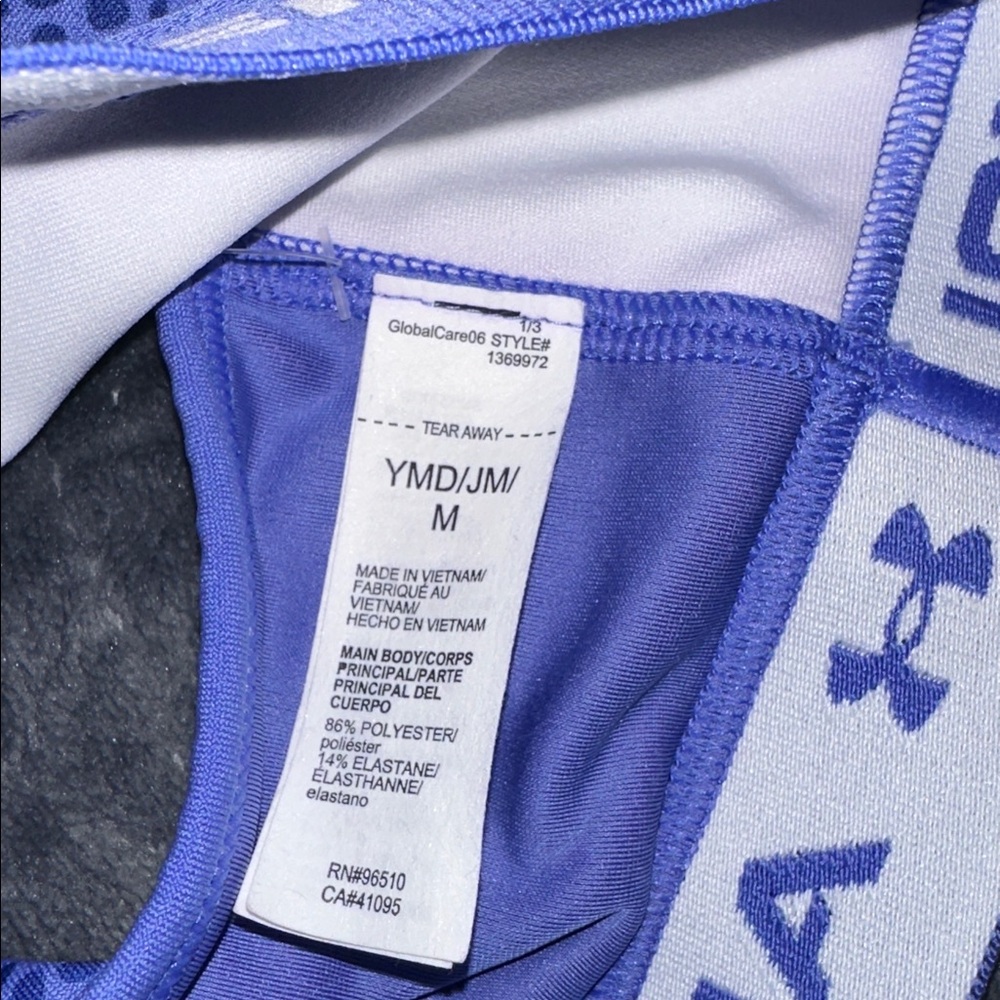 1/3
GlobalCare06 STYLE#
1369972
- - - - - TEAR AWAY - - - - -
YMD/JM/
M
MADE IN VIETNAM/
FABRIQUÉ AU
VIETNAM/
HECHO EN VIETNAM
MAIN BODY/CORPS
PRINCIPAL/PARTE
PRINCIPAL DEL
CUERPO
86% POLYESTER/
poliéster
14% ELASTANE/
ÉLASTHANNE/
elastano
RN#96510
CA#41095